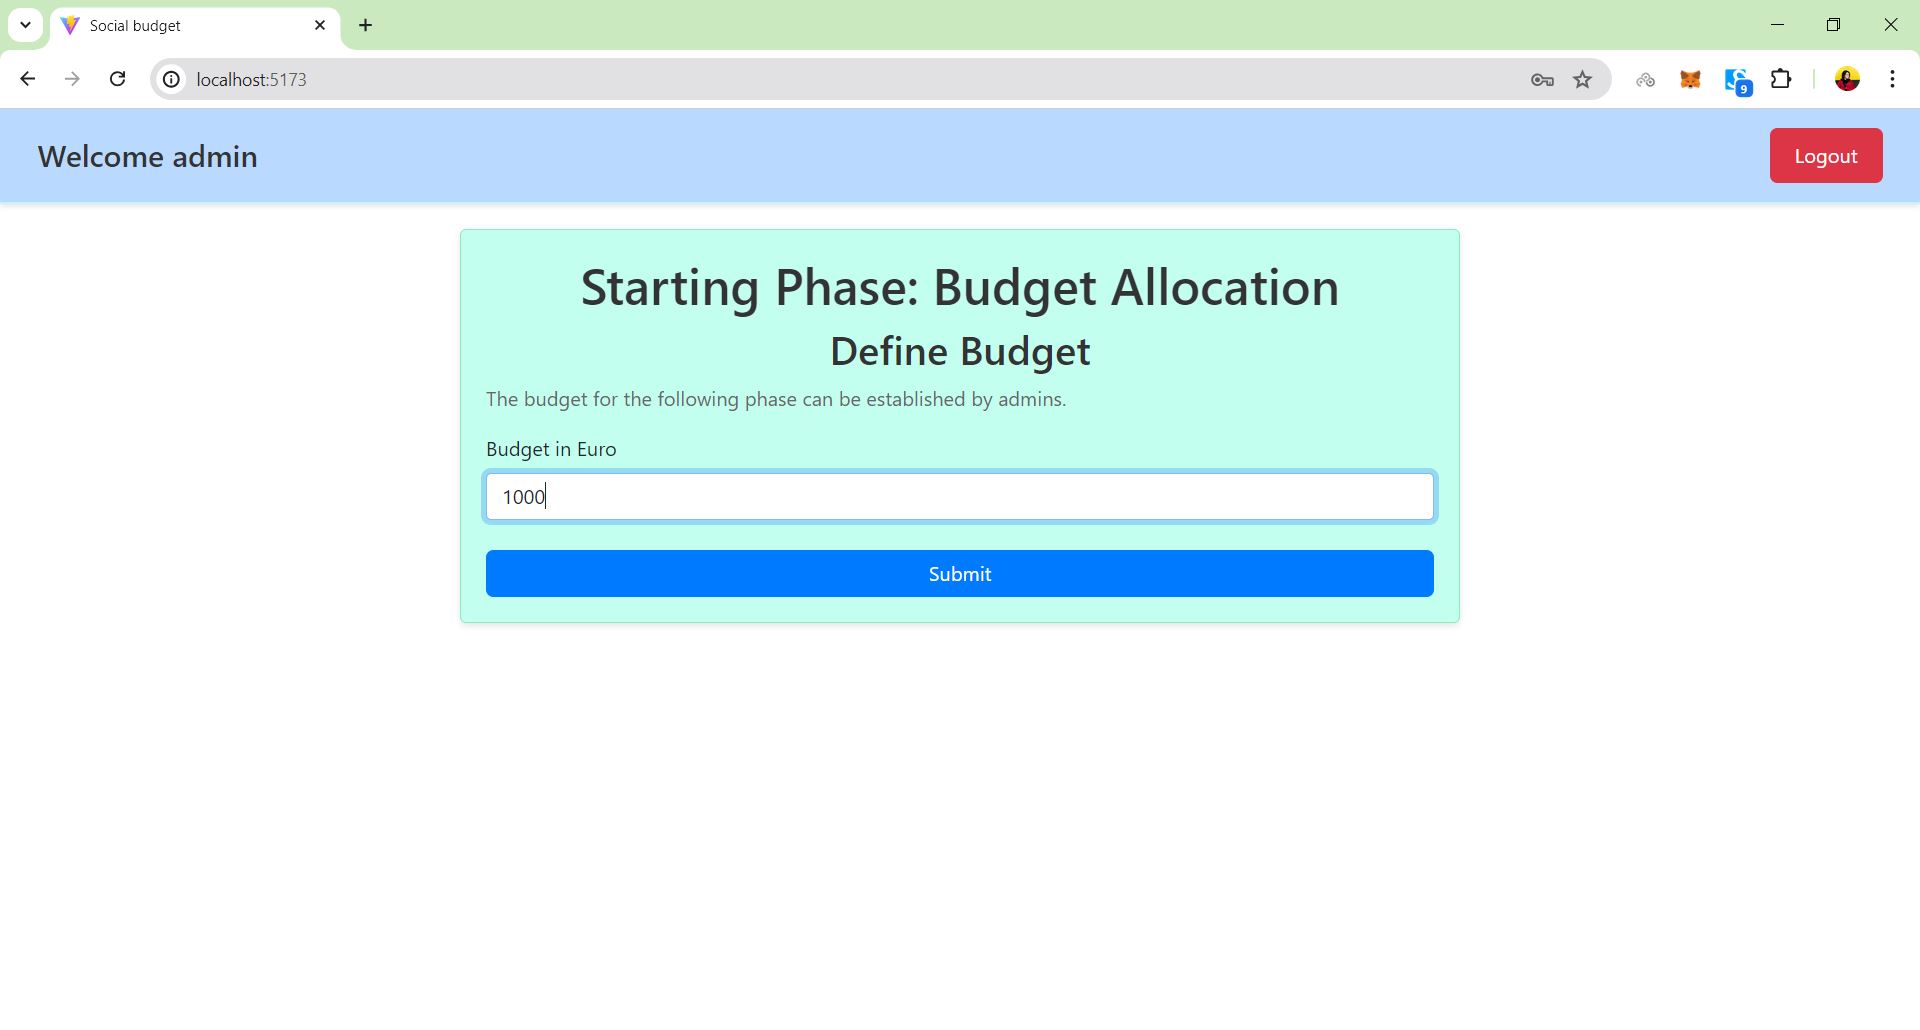 Social budget
localhost:5173
9
Welcome admin
Logout
Starting Phase: Budget Allocation
Define Budget
The budget for the following phase can be established by admins.
Budget in Euro
1000
Submit